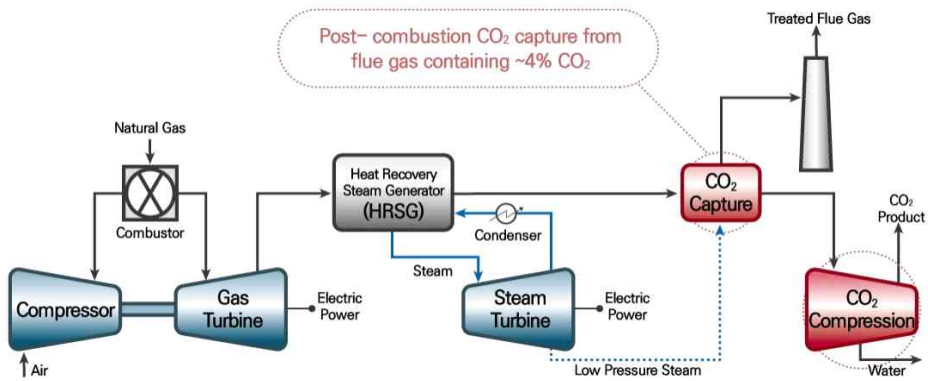 Treated Flue Gas
Post- combustion CO₂ capture from
flue gas containing ~4% CO₂
Natural Gas
Combustor
Heat Recovery
Steam Generator
(HRSG)
CO₂
Capture
CO₂
Product
Condenser
Steam
Compressor
Gas
Turbine
Electric
Power
Steam
Turbine
Electric
Power
CO₂
Compression
Air
Low Pressure Steam
Water